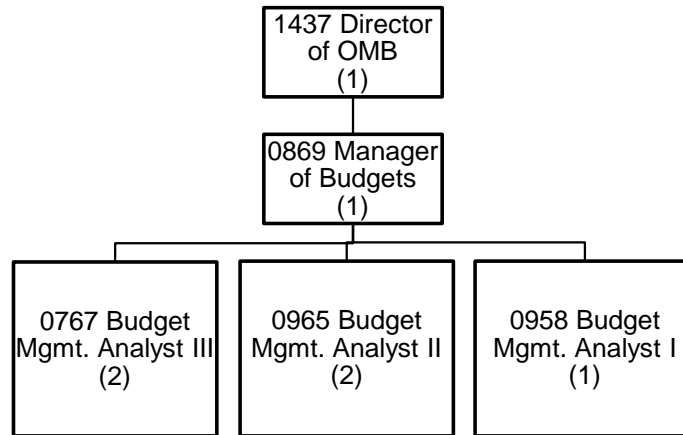 1437 Director
of OMB
(1)
0869 Manager
of Budgets
(1)
0767 Budget
Mgmt. Analyst III
(2)
0965 Budget
Mgmt. Analyst II
(2)
0958 Budget
Mgmt. Analyst I
(1)